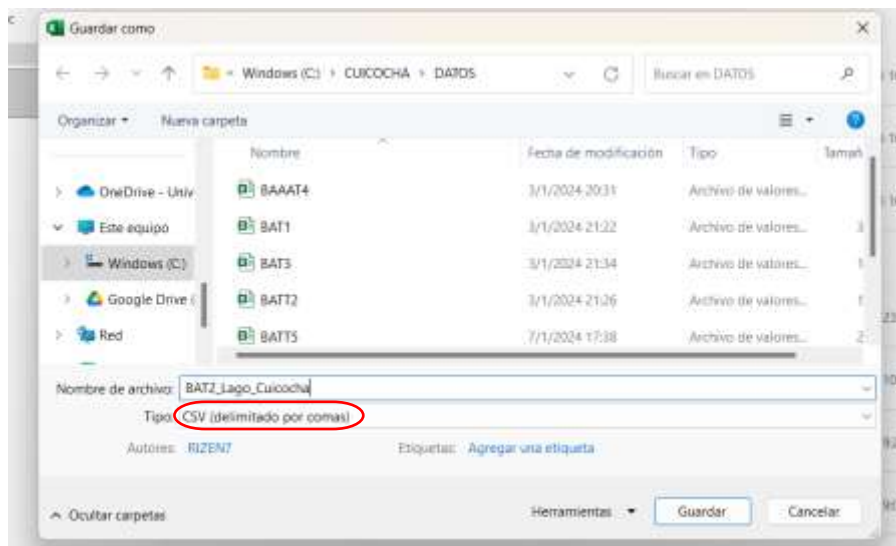 Guardar como
Windows (C:) › CUICOCHA › DATOS
Buscar en DATOS
Organizar
Nueva carpeta
Nombre
Fecha de modificación
Tipo
Tamañ
OneDrive - Univ
Este equipo
Windows (C:)
Google Drive (
Red
BAAAT4 3/1/2024 20:31 Archivo de valores...
BAT1 3/1/2024 21:22 Archivo de valores...
BAT3 3/1/2024 21:34 Archivo de valores...
BATT2 3/1/2024 21:26 Archivo de valores...
BATT5 7/1/2024 17:38 Archivo de valores...
Nombre de archivo: BAT2_Lago_Cuicocha
Tipo: CSV (delimitado por comas)
Autores: RIZEN7
Etiquetas: Agregar una etiqueta
Ocultar carpetas
Herramientas
Guardar
Cancelar